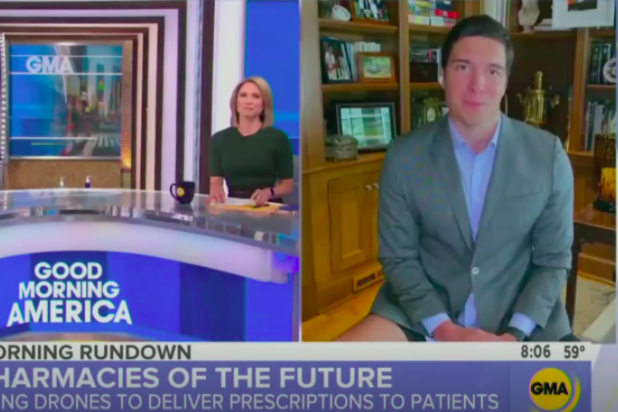 GMA
GOOD
MORNING
AMERICA
ORNING RUNDOWN
8:06 59°
HARMACIES OF THE FUTURE
ING DRONES TO DELIVER PRESCRIPTIONS TO PATIENTS
GMA